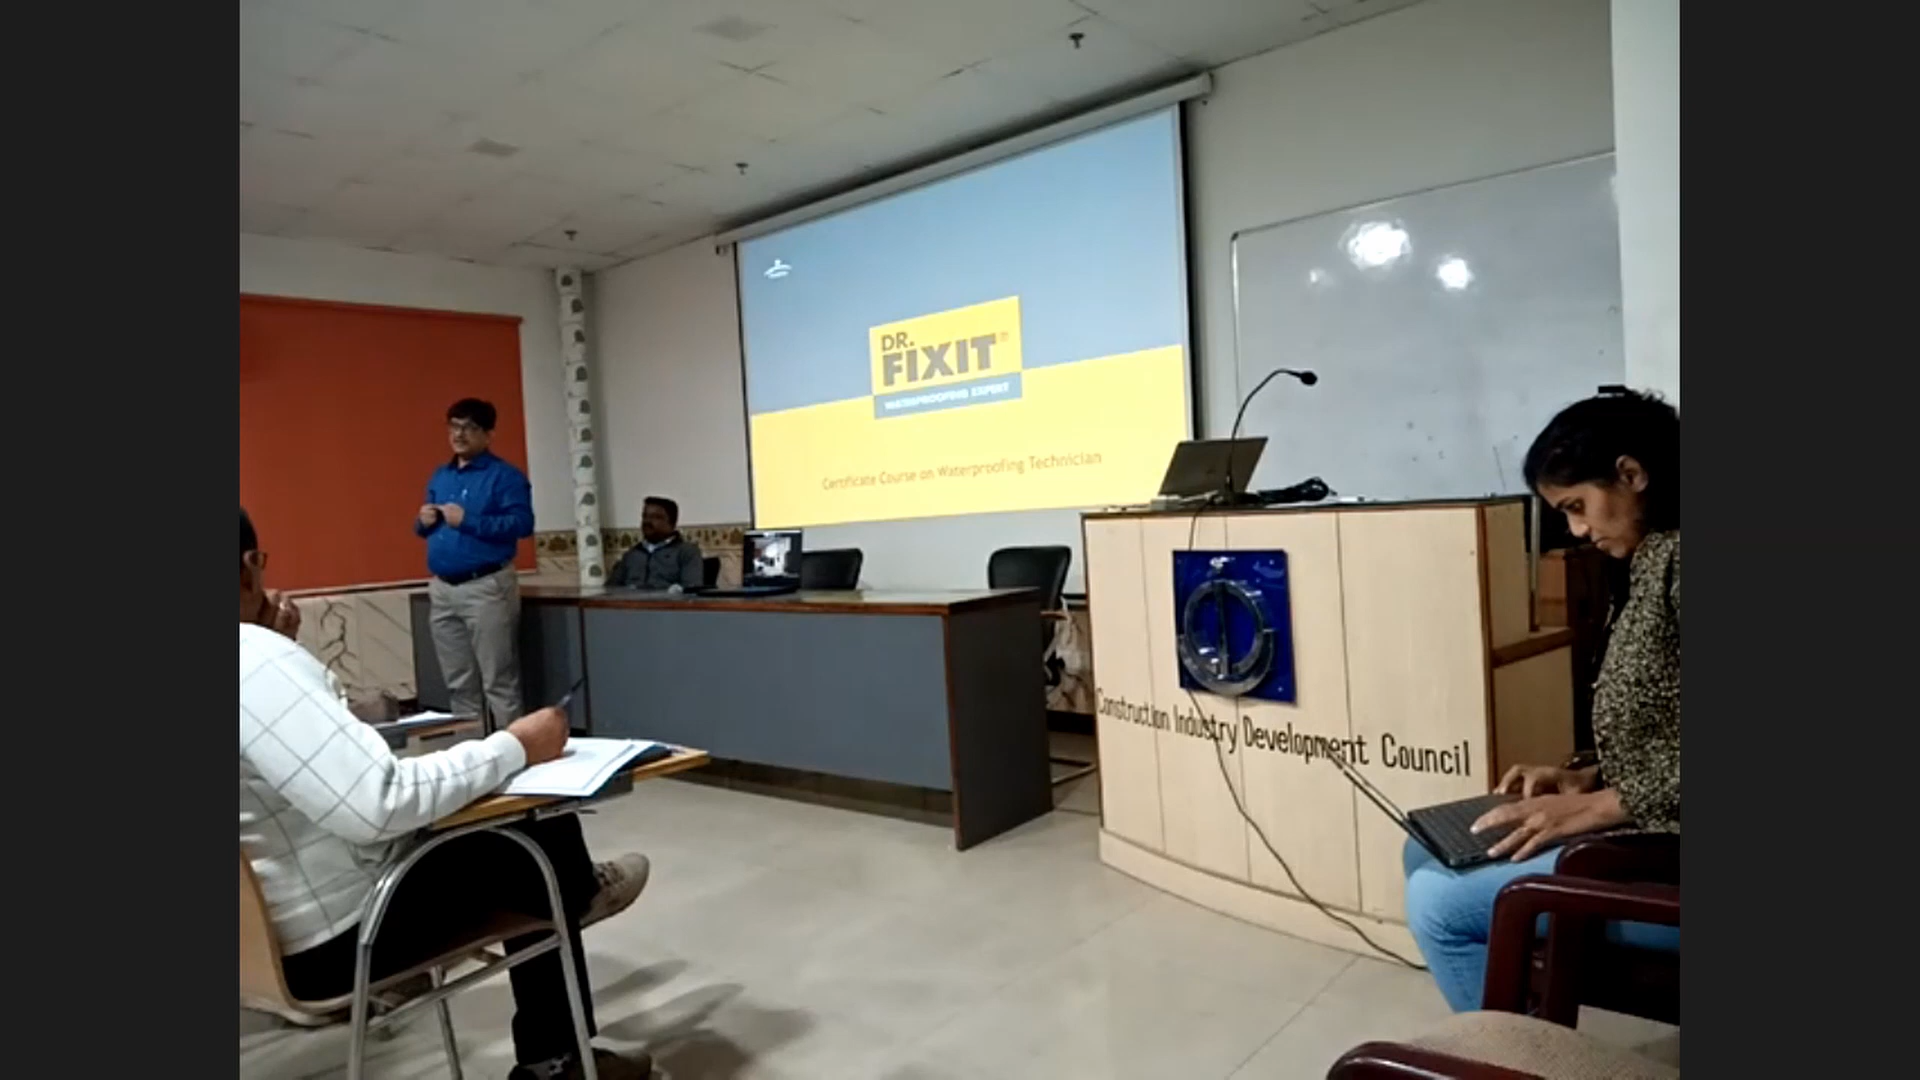 DR.
FIXIT
WATERPROOFING EXPERT
Certificate Course on Waterproofing Technician
Construction Industry Development Council